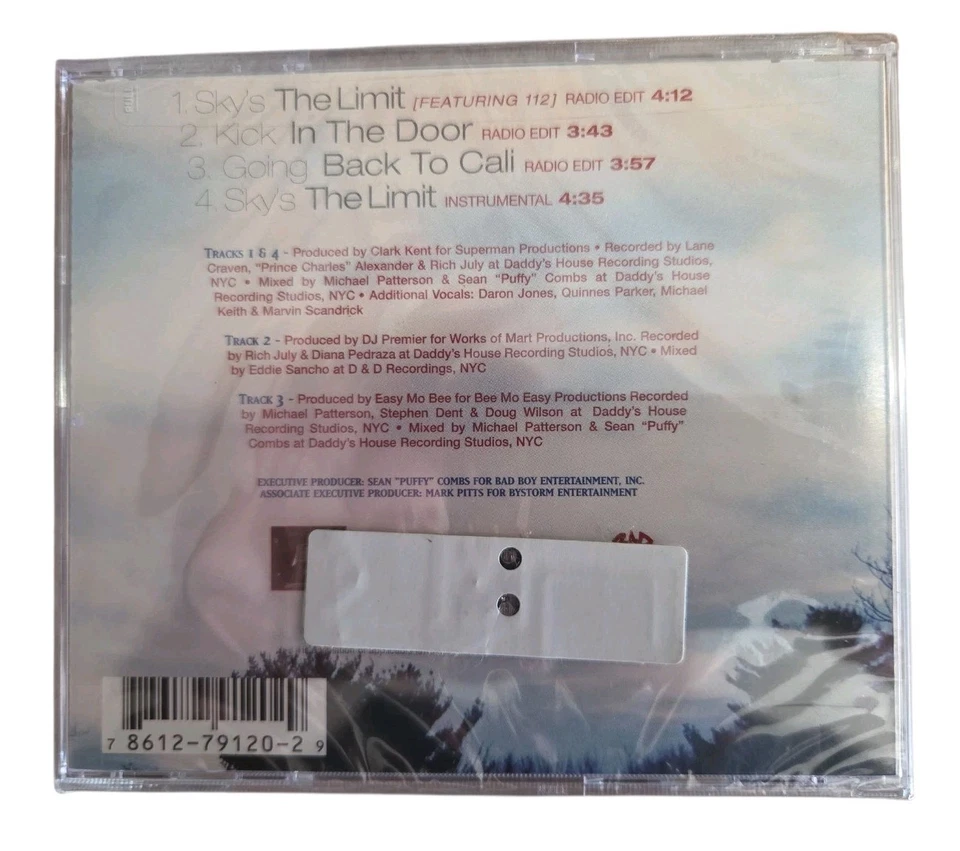 1. Sky's The Limit [FEATURING 112] RADIO EDIT 4:12
2. Kick In The Door RADIO EDIT 3:43
3. Going Back To Cali RADIO EDIT 3:57
4. Sky's The Limit INSTRUMENTAL 4:35
TRACKS 1 & 4 - Produced by Clark Kent for Superman Productions • Recorded by Lane
Craven, "Prince Charles" Alexander & Rich July at Daddy's House Recording Studios,
NYC • Mixed by Michael Patterson & Sean "Puffy" Combs at Daddy's House
Recording Studios, NYC • Additional Vocals: Daron Jones, Quinnes Parker, Michael
Keith & Marvin Scandrick
TRACK 2 - Produced by DJ Premier for Works of Mart Productions, Inc. Recorded
by Rich July & Diana Pedraza at Daddy's House Recording Studios, NYC • Mixed
by Eddie Sancho at D & D Recordings, NYC
TRACK 3 - Produced by Easy Mo Bee for Bee Mo Easy Productions Recorded
by Michael Patterson, Stephen Dent & Doug Wilson at Daddy's House
Recording Studios, NYC • Mixed by Michael Patterson & Sean "Puffy"
Combs at Daddy's House Recording Studios, NYC
EXECUTIVE PRODUCER: SEAN "PUFFY" COMBS FOR BAD BOY ENTERTAINMENT, INC.
ASSOCIATE EXECUTIVE PRODUCER: MARK PITTS FOR BYSTORM ENTERTAINMENT
BAD
7 8612-79120-2 9